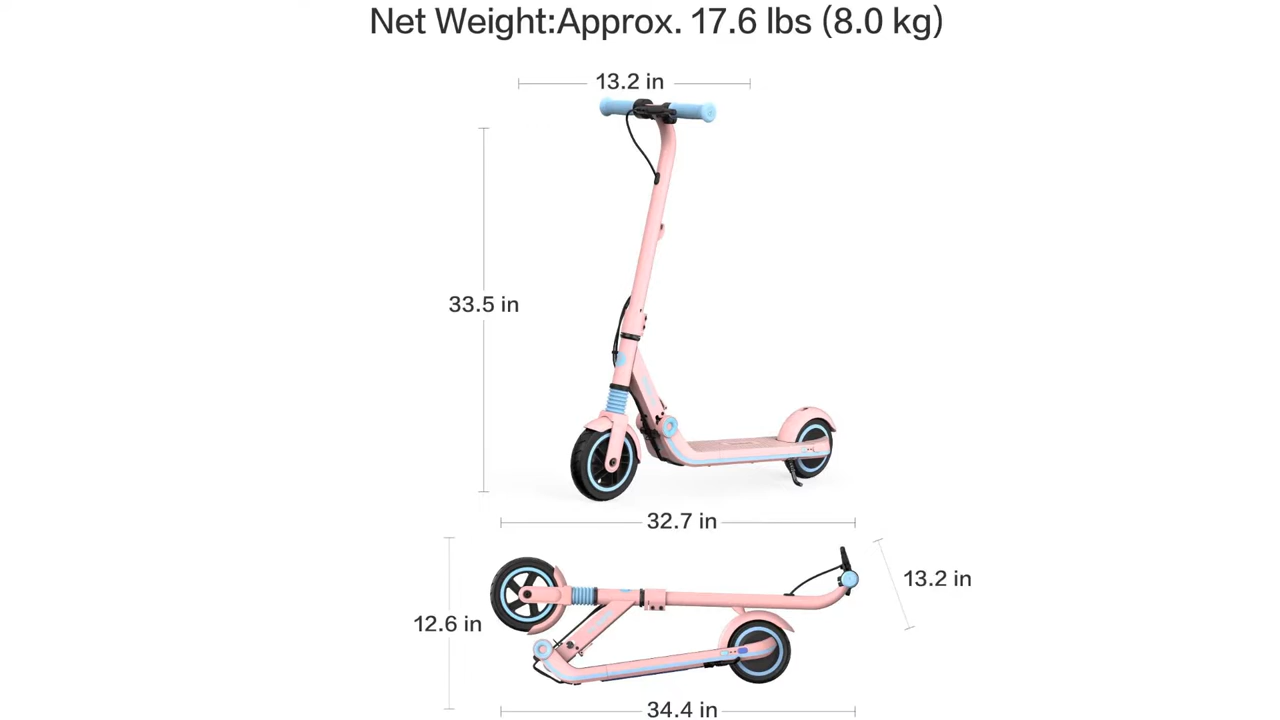 Net Weight:Approx. 17.6 lbs (8.0 kg)
13.2 in
33.5 in
32.7 in
13.2 in
12.6 in
34.4 in